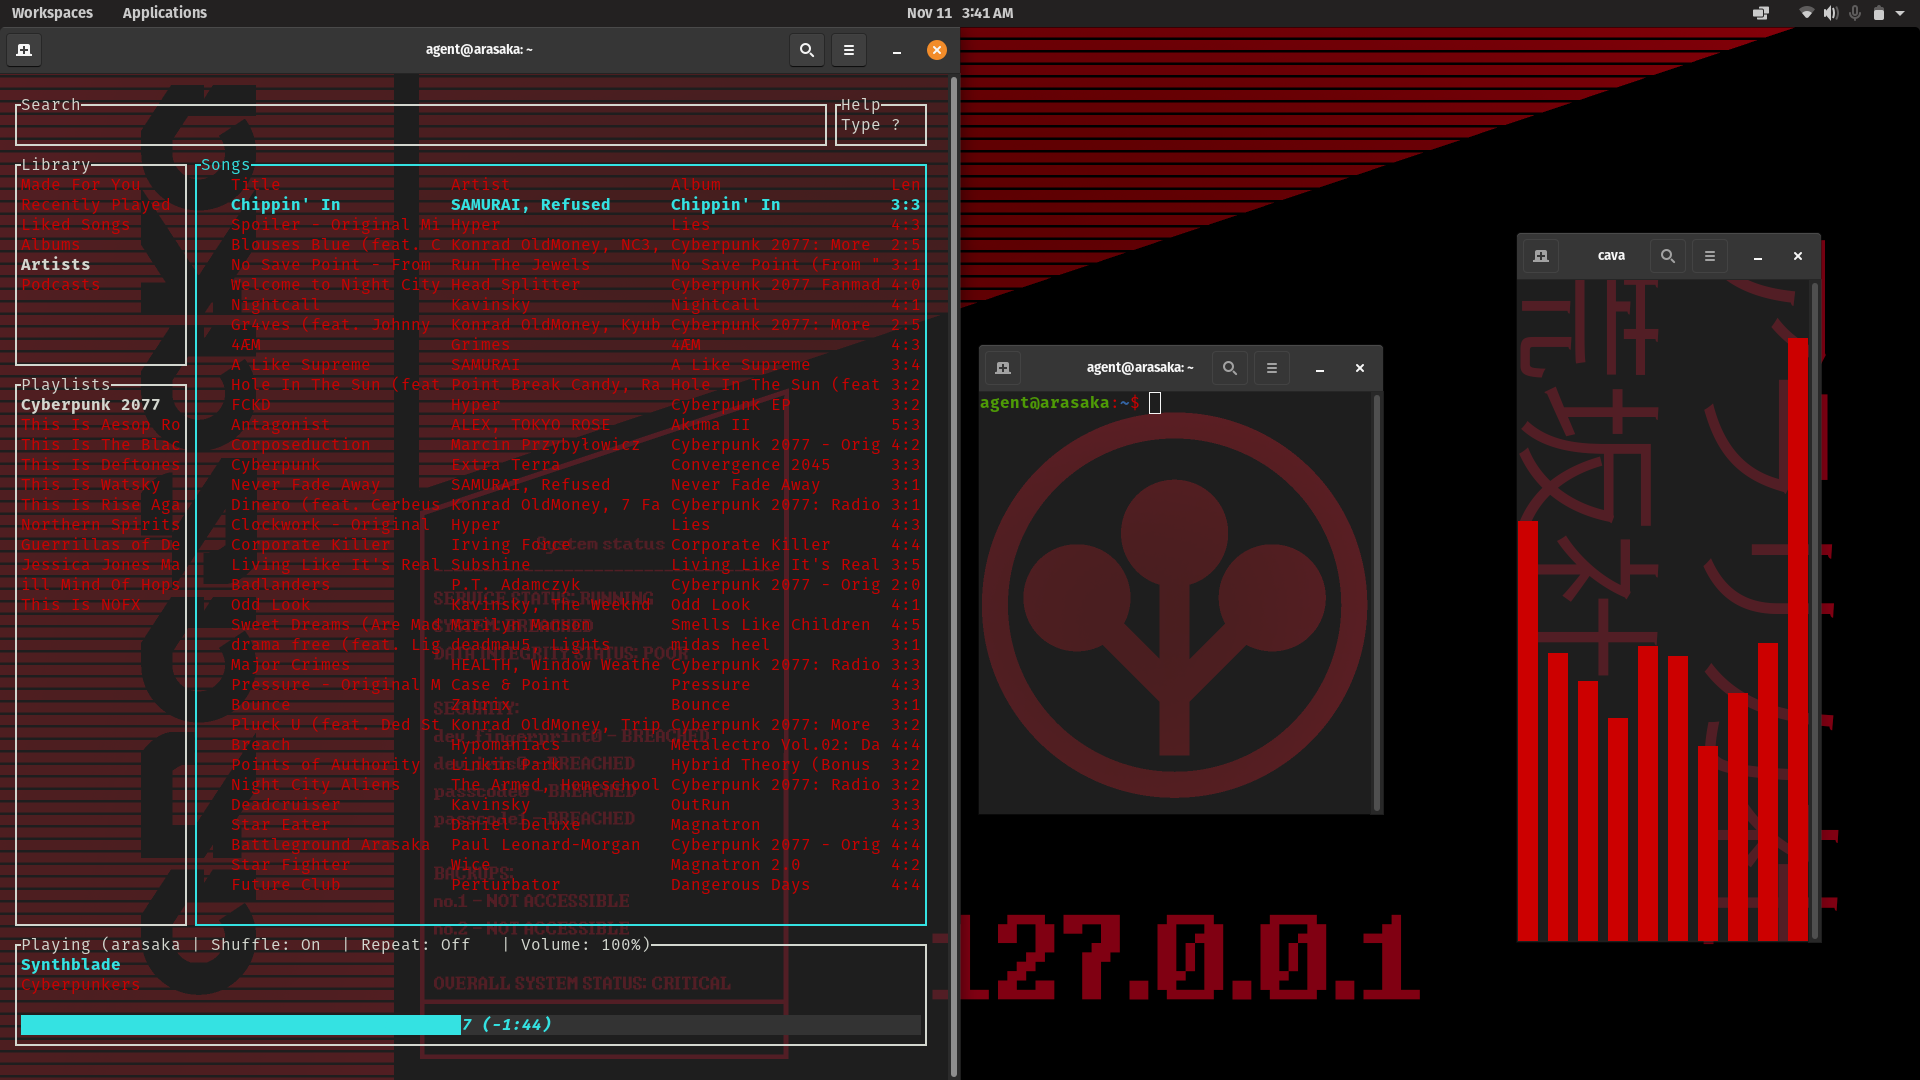 Workspaces Applications Nov 11 3:41 AM
agent@arasaka: ~
Search Help
Type ?
Library Songs
Made For You Title Artist Album Len
Recently Played Chippin' In SAMURAI, Refused Chippin' In 3:3
Liked Songs Spoiler - Original Mi Hyper Lies 4:3
Albums Blouses Blue (feat. C Konrad OldMoney, NC3, Cyberpunk 2077: More 2:5
Artists No Save Point - From Run The Jewels No Save Point (From " 3:1
Podcasts Welcome to Night City Head Splitter Cyberpunk 2077 Fanmad 4:0
Nightcall Kavinsky Nightcall 4:1
Gr4ves (feat. Johnny Konrad OldMoney, Kyub Cyberpunk 2077: More 2:5
4ÆM Grimes 4ÆM 4:3
A Like Supreme SAMURAI A Like Supreme 3:4
Playlists Hole In The Sun (feat Point Break Candy, Ra Hole In The Sun (feat 3:2
Cyberpunk 2077 FCKD Hyper Cyberpunk EP 3:2
This Is Aesop Ro Antagonist ALEX, TOKYO ROSE Akuma II 5:3
This Is The Blac Corposeduction Marcin Przybyłowicz Cyberpunk 2077 - Orig 4:2
This Is Deftones Cyberpunk Extra Terra Convergence 2045 3:3
This Is Watsky Never Fade Away SAMURAI, Refused Never Fade Away 3:1
This Is Rise Aga Dinero (feat. Cerbeus Konrad OldMoney, 7 Fa Cyberpunk 2077: Radio 3:1
Northern Spirits Clockwork - Original Hyper Lies 4:3
Guerrillas of De Corporate Killer Irving Force Corporate Killer 4:4
Jessica Jones Ma Living Like It's Real Subshine Living Like It's Real 3:5
ill Mind Of Hops Badlanders P.T. Adamczyk Cyberpunk 2077 - Orig 2:0
This Is NOFX Odd Look Kavinsky, The Weeknd Odd Look 4:1
Sweet Dreams (Are Mad Marilyn Manson Smells Like Children 4:5
drama free (feat. Lig deadmau5, Lights midas heel 3:1
Major Crimes HEALTH, Window Weathe Cyberpunk 2077: Radio 3:3
Pressure - Original M Case & Point Pressure 4:3
Bounce Zatrix Bounce 3:1
Pluck U (feat. Ded St Konrad OldMoney, Trip Cyberpunk 2077: More 3:2
Breach Hypomaniacs Metalectro Vol.02: Da 4:4
Points of Authority Linkin Park Hybrid Theory (Bonus 3:2
Night City Aliens The Armed, Homeschool Cyberpunk 2077: Radio 3:2
Deadcruiser Kavinsky OutRun 3:3
Star Eater Daniel Deluxe Magnatron 4:3
Battleground Arasaka Paul Leonard-Morgan Cyberpunk 2077 - Orig 4:4
Star Fighter Wice Magnatron 2.0 4:2
Future Club Perturbator Dangerous Days 4:4
Playing (arasaka | Shuffle: On | Repeat: Off | Volume: 100%)
Synthblade
Cyberpunkers
7 (-1:44)
System status
SERVICE STATUS: RUNNING
SYSTEM: BREACHED
DATA INTEGRITY STATUS: POOR
SECURITY:
dev_fingerprint0 - BREACHED
BREACHED
passcode0 - BREACHED
passcode1 - BREACHED
BACKUPS:
no.1 - NOT ACCESSIBLE
no.2 - NOT ACCESSIBLE
OVERALL SYSTEM STATUS: CRITICAL
agent@arasaka: ~
agent@arasaka:~$
127.0.0.1
cava
荒坂社